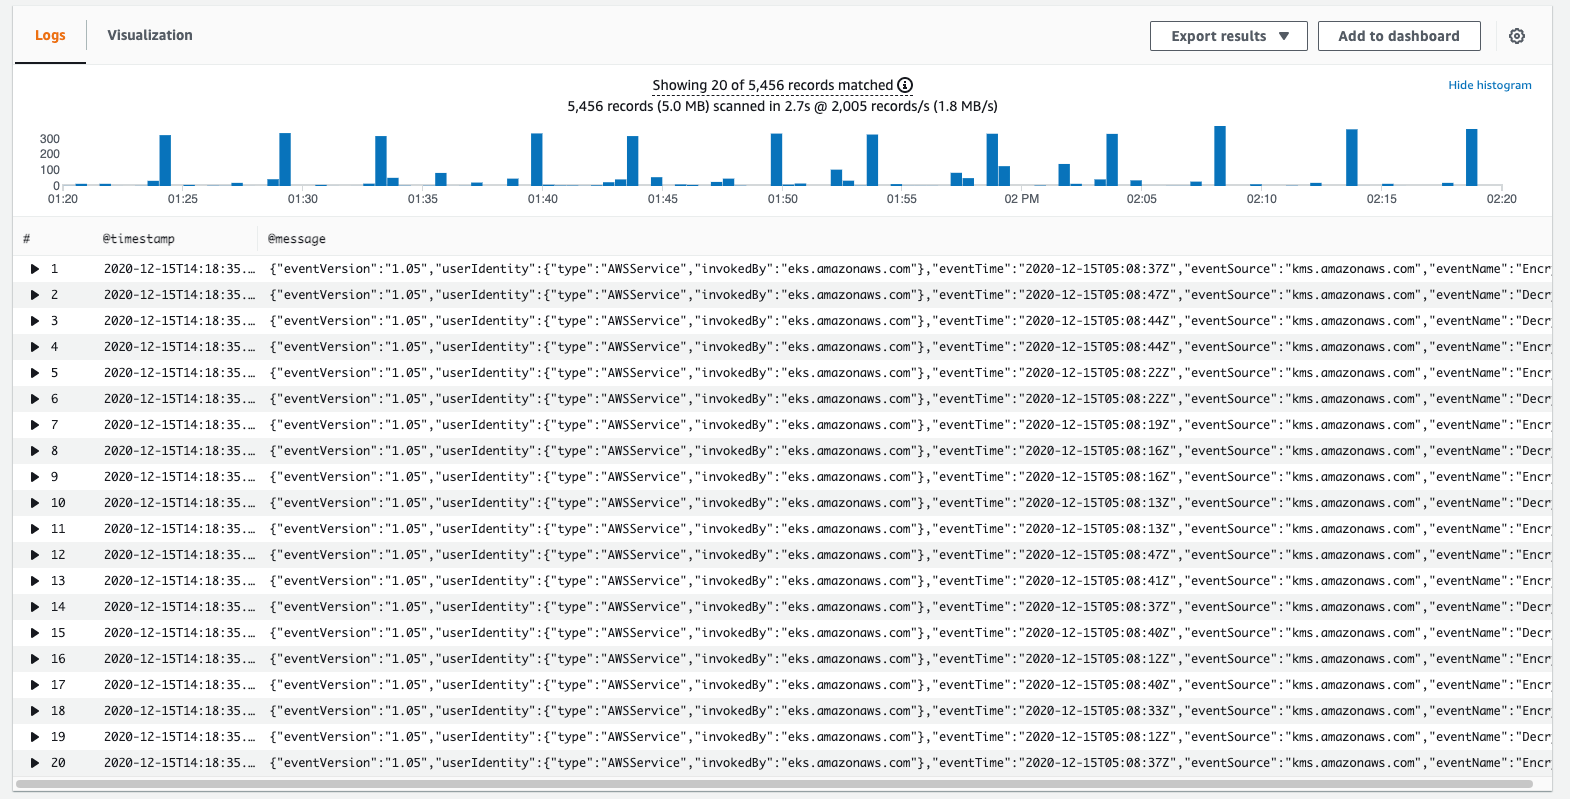 Logs Visualization Export results ▼ Add to dashboard
Showing 20 of 5,456 records matched
Hide histogram
5,456 records (5.0 MB) scanned in 2.7s @ 2,005 records/s (1.8 MB/s)
300
200
100
0
01:20 01:25 01:30 01:35 01:40 01:45 01:50 01:55 02 PM 02:05 02:10 02:15 02:20
# @timestamp @message
1 2020-12-15T14:18:35.… {"eventVersion":"1.05","userIdentity":{"type":"AWSService","invokedBy":"eks.amazonaws.com"},"eventTime":"2020-12-15T05:08:37Z","eventSource":"kms.amazonaws.com","eventName":"Encr
2 2020-12-15T14:18:35.… {"eventVersion":"1.05","userIdentity":{"type":"AWSService","invokedBy":"eks.amazonaws.com"},"eventTime":"2020-12-15T05:08:47Z","eventSource":"kms.amazonaws.com","eventName":"Decr
3 2020-12-15T14:18:35.… {"eventVersion":"1.05","userIdentity":{"type":"AWSService","invokedBy":"eks.amazonaws.com"},"eventTime":"2020-12-15T05:08:44Z","eventSource":"kms.amazonaws.com","eventName":"Decr
4 2020-12-15T14:18:35.… {"eventVersion":"1.05","userIdentity":{"type":"AWSService","invokedBy":"eks.amazonaws.com"},"eventTime":"2020-12-15T05:08:44Z","eventSource":"kms.amazonaws.com","eventName":"Encr
5 2020-12-15T14:18:35.… {"eventVersion":"1.05","userIdentity":{"type":"AWSService","invokedBy":"eks.amazonaws.com"},"eventTime":"2020-12-15T05:08:22Z","eventSource":"kms.amazonaws.com","eventName":"Encr
6 2020-12-15T14:18:35.… {"eventVersion":"1.05","userIdentity":{"type":"AWSService","invokedBy":"eks.amazonaws.com"},"eventTime":"2020-12-15T05:08:22Z","eventSource":"kms.amazonaws.com","eventName":"Decr
7 2020-12-15T14:18:35.… {"eventVersion":"1.05","userIdentity":{"type":"AWSService","invokedBy":"eks.amazonaws.com"},"eventTime":"2020-12-15T05:08:19Z","eventSource":"kms.amazonaws.com","eventName":"Encr
8 2020-12-15T14:18:35.… {"eventVersion":"1.05","userIdentity":{"type":"AWSService","invokedBy":"eks.amazonaws.com"},"eventTime":"2020-12-15T05:08:16Z","eventSource":"kms.amazonaws.com","eventName":"Decr
9 2020-12-15T14:18:35.… {"eventVersion":"1.05","userIdentity":{"type":"AWSService","invokedBy":"eks.amazonaws.com"},"eventTime":"2020-12-15T05:08:16Z","eventSource":"kms.amazonaws.com","eventName":"Encr
10 2020-12-15T14:18:35.… {"eventVersion":"1.05","userIdentity":{"type":"AWSService","invokedBy":"eks.amazonaws.com"},"eventTime":"2020-12-15T05:08:13Z","eventSource":"kms.amazonaws.com","eventName":"Decr
11 2020-12-15T14:18:35.… {"eventVersion":"1.05","userIdentity":{"type":"AWSService","invokedBy":"eks.amazonaws.com"},"eventTime":"2020-12-15T05:08:13Z","eventSource":"kms.amazonaws.com","eventName":"Encr
12 2020-12-15T14:18:35.… {"eventVersion":"1.05","userIdentity":{"type":"AWSService","invokedBy":"eks.amazonaws.com"},"eventTime":"2020-12-15T05:08:47Z","eventSource":"kms.amazonaws.com","eventName":"Encr
13 2020-12-15T14:18:35.… {"eventVersion":"1.05","userIdentity":{"type":"AWSService","invokedBy":"eks.amazonaws.com"},"eventTime":"2020-12-15T05:08:41Z","eventSource":"kms.amazonaws.com","eventName":"Encr
14 2020-12-15T14:18:35.… {"eventVersion":"1.05","userIdentity":{"type":"AWSService","invokedBy":"eks.amazonaws.com"},"eventTime":"2020-12-15T05:08:37Z","eventSource":"kms.amazonaws.com","eventName":"Decr
15 2020-12-15T14:18:35.… {"eventVersion":"1.05","userIdentity":{"type":"AWSService","invokedBy":"eks.amazonaws.com"},"eventTime":"2020-12-15T05:08:40Z","eventSource":"kms.amazonaws.com","eventName":"Decr
16 2020-12-15T14:18:35.… {"eventVersion":"1.05","userIdentity":{"type":"AWSService","invokedBy":"eks.amazonaws.com"},"eventTime":"2020-12-15T05:08:12Z","eventSource":"kms.amazonaws.com","eventName":"Encr
17 2020-12-15T14:18:35.… {"eventVersion":"1.05","userIdentity":{"type":"AWSService","invokedBy":"eks.amazonaws.com"},"eventTime":"2020-12-15T05:08:40Z","eventSource":"kms.amazonaws.com","eventName":"Encr
18 2020-12-15T14:18:35.… {"eventVersion":"1.05","userIdentity":{"type":"AWSService","invokedBy":"eks.amazonaws.com"},"eventTime":"2020-12-15T05:08:33Z","eventSource":"kms.amazonaws.com","eventName":"Encr
19 2020-12-15T14:18:35.… {"eventVersion":"1.05","userIdentity":{"type":"AWSService","invokedBy":"eks.amazonaws.com"},"eventTime":"2020-12-15T05:08:12Z","eventSource":"kms.amazonaws.com","eventName":"Decr
20 2020-12-15T14:18:35.… {"eventVersion":"1.05","userIdentity":{"type":"AWSService","invokedBy":"eks.amazonaws.com"},"eventTime":"2020-12-15T05:08:37Z","eventSource":"kms.amazonaws.com","eventName":"Encr